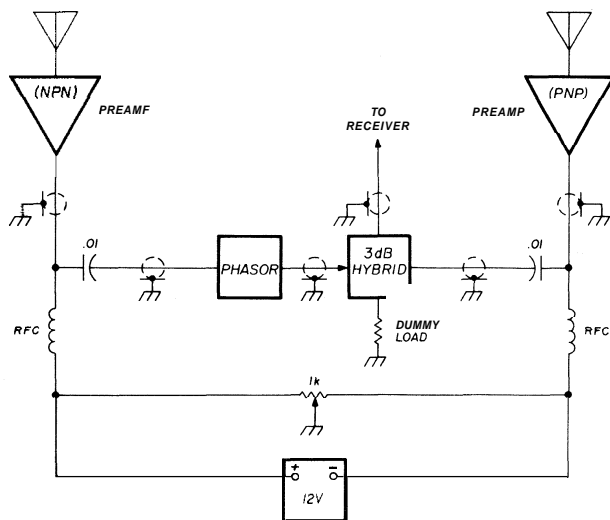 (NPN)
PREAMF
(PNP)
PREAMP
TO
RECEIVER
.01
PHASOR
3dB
HYBRID
.01
RFC
DUMMY
LOAD
RFC
1k
+
-
12V